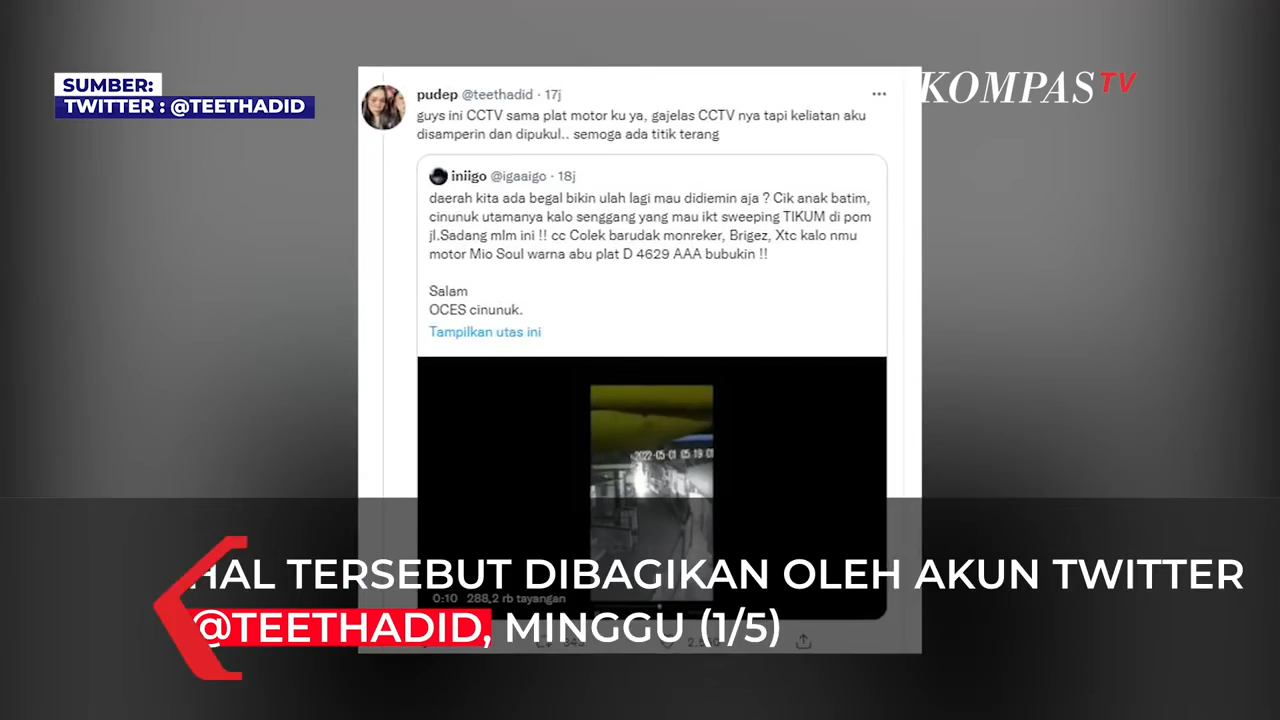 SUMBER:
TWITTER : @TEETHADID
KOMPAS TV
pudep @teethadid · 17j
guys ini CCTV sama plat motor ku ya, gajelas CCTV nya tapi keliatan aku
disamperin dan dipukul.. semoga ada titik terang
iniigo @igaaigo · 18j
daerah kita ada begal bikin ulah lagi mau didiemin aja ? Cik anak batim,
cinunuk utamanya kalo senggang yang mau ikt sweeping TIKUM di pom
jl.Sadang mlm ini !! cc Colek barudak monreker, Brigez, Xtc kalo nmu
motor Mio Soul warna abu plat D 4629 AAA bubukin !!
Salam
OCES cinunuk.
Tampilkan utas ini
2022-05-01 05 19 01
HAL TERSEBUT DIBAGIKAN OLEH AKUN TWITTER
0:10 288,2 rb tayangan
@TEETHADID, MINGGU (1/5)